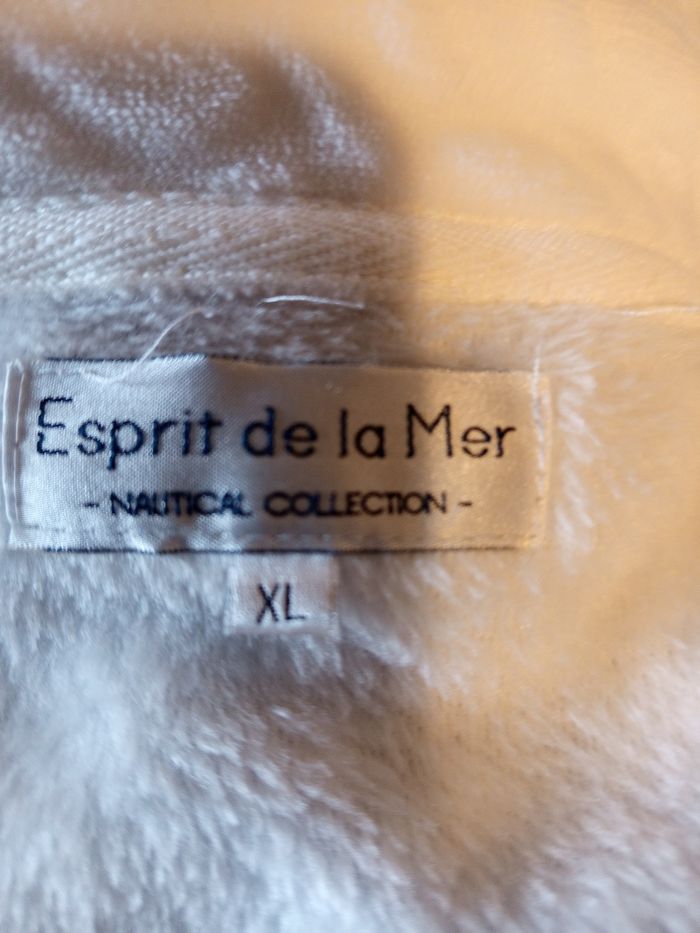 Esprit de la Mer
- NAUTICAL COLLECTION -
XL